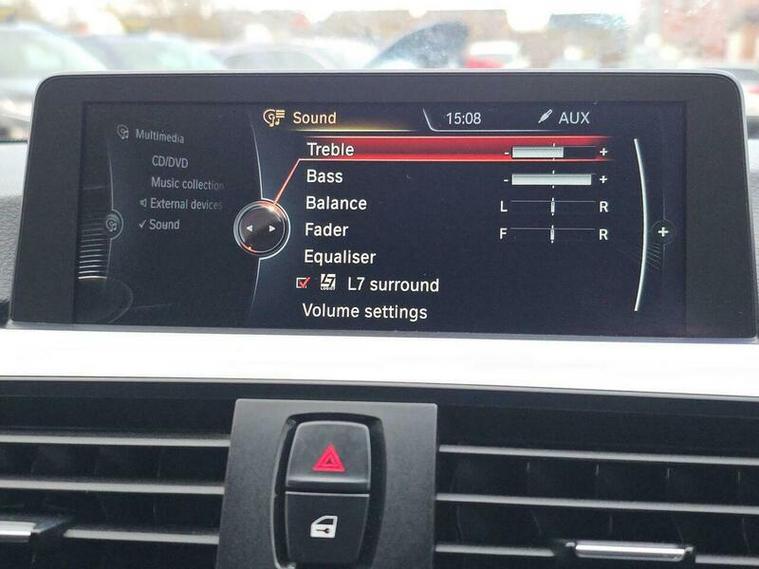 Sound 15:08 AUX
Multimedia
CD/DVD
Music collection
External devices
Sound
Treble - +
Bass - +
Balance L R
Fader F R
Equaliser
L7 surround
Volume settings
+